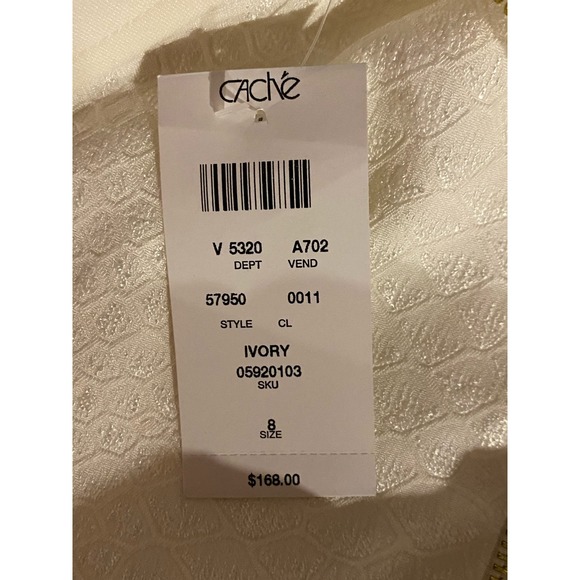 CAChé
V 5320 A702
DEPT VEND
57950 0011
STYLE CL
IVORY
05920103
SKU
8
SIZE
$168.00